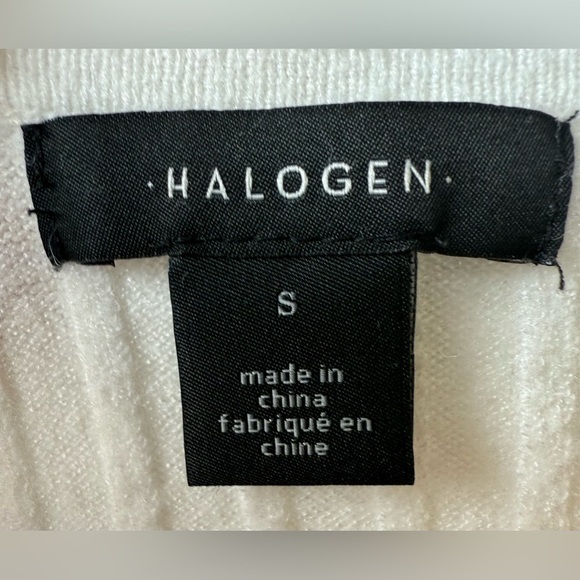 ·HALOGEN·
S
made in
china
fabriqué en
chine